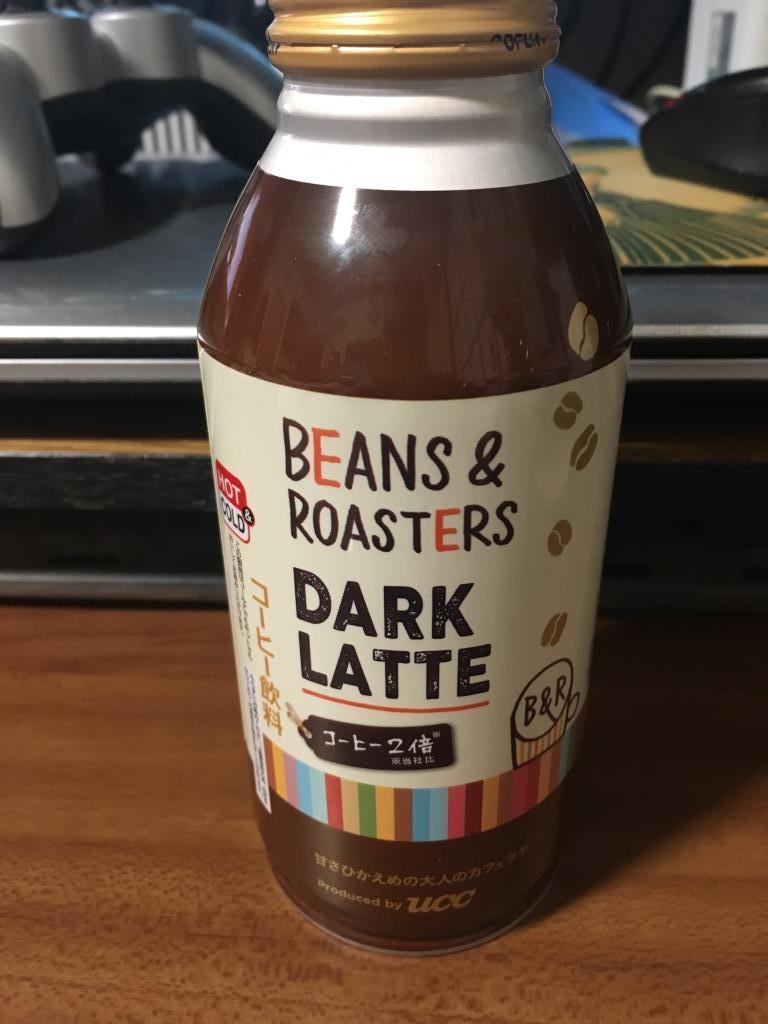 BEANS &
ROASTERS
HOT
&
COLD
DARK
LATTE
コーヒー飲料
B&R
コーヒー2倍※
※当社比
甘さひかえめの大人のカフェラテ
Produced by UCC